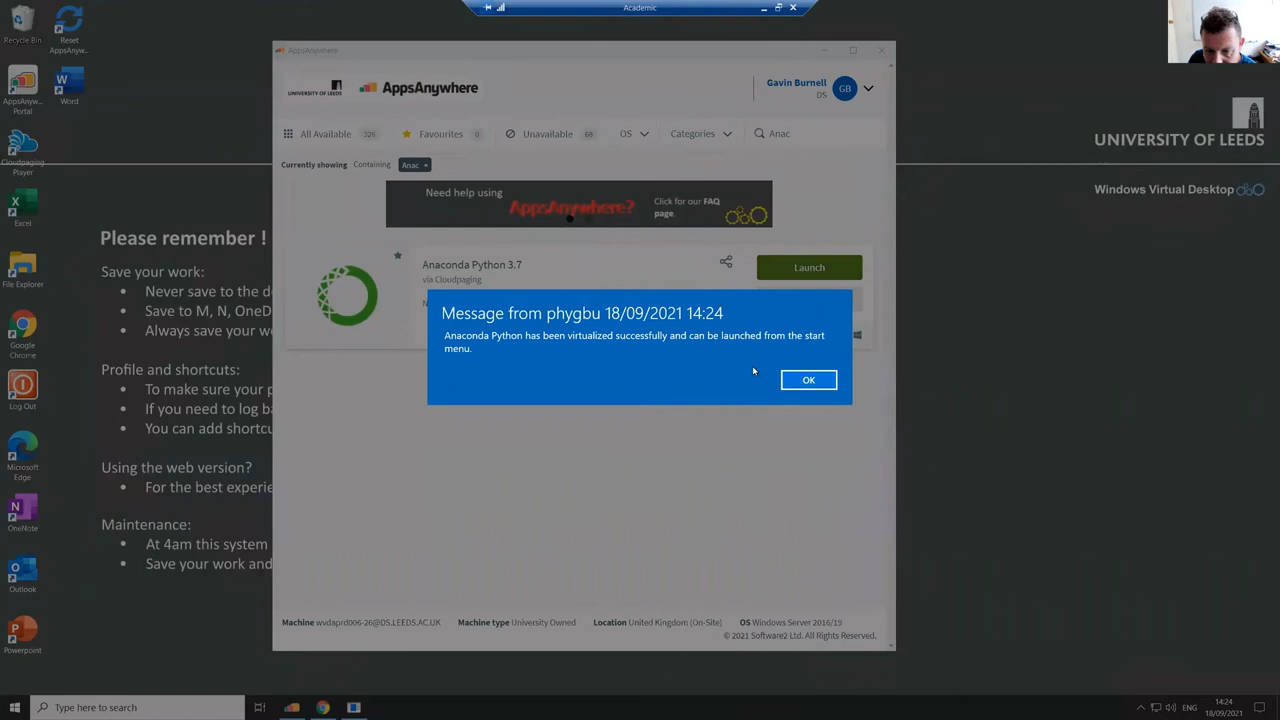 Academic
Recycle Bin
Reset
AppsAnyw...
AppsAnyw...
Portal
Word
Cloudpaging
Player
Excel
File Explorer
Google
Chrome
Log Out
Microsoft
Edge
OneNote
Outlook
Powerpoint
Please remember !
Save your work:
• Never save to the de
• Save to M, N, OneD
• Always save your w
Profile and shortcuts:
• To make sure your p
• If you need to log ba
• You can add shortcu
Using the web version?
• For the best experie
Maintenance:
• At 4am this system
• Save your work and
AppsAnywhere
UNIVERSITY OF LEEDS
AppsAnywhere
Gavin Burnell
DS
GB
All Available 326
Favourites 0
Unavailable 68
OS
Categories
Anac
Currently showing Containing Anac
Need help using
AppsAnywhere?
Click for our FAQ
page.
Anaconda Python 3.7
via Cloudpaging
Launch
Message from phygbu 18/09/2021 14:24
Anaconda Python has been virtualized successfully and can be launched from the start
menu.
OK
Machine wvdaprd006-26@DS.LEEDS.AC.UK Machine type University Owned Location United Kingdom (On-Site) OS Windows Server 2016/19
© 2021 Software2 Ltd. All Rights Reserved.
UNIVERSITY OF LEEDS
Windows Virtual Desktop
Type here to search
ENG
14:24
18/09/2021